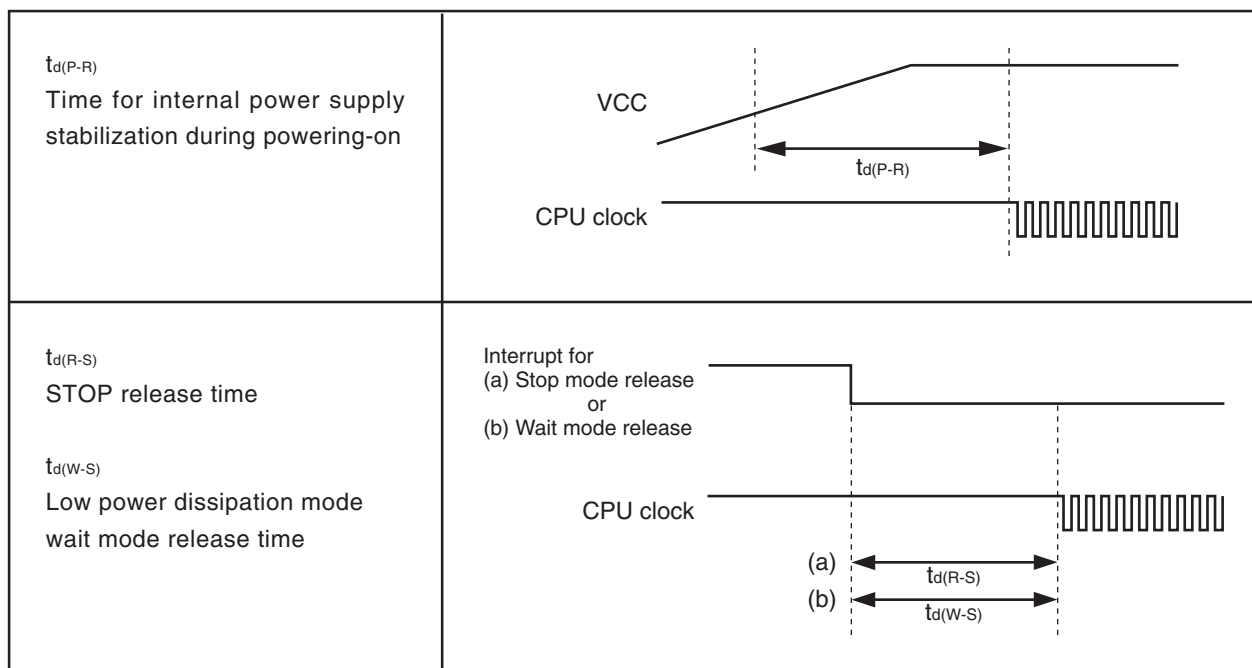 td(P-R)
Time for internal power supply
stabilization during powering-on
VCC
td(P-R)
CPU clock
td(R-S)
STOP release time
td(W-S)
Low power dissipation mode
wait mode release time
Interrupt for
(a) Stop mode release
or
(b) Wait mode release
CPU clock
(a)
td(R-S)
(b)
td(W-S)